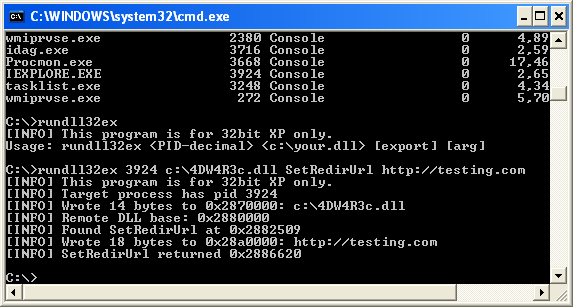 C:\WINDOWS\system32\cmd.exe
wmiprvse.exe 2380 Console 0 4,89
idag.exe 3716 Console 0 2,59
Procmon.exe 3668 Console 0 17,46
IEXPLORE.EXE 3924 Console 0 2,65
tasklist.exe 3248 Console 0 4,34
wmiprvse.exe 272 Console 0 5,70
C:\>rundll32ex
[INFO] This program is for 32bit XP only.
Usage: rundll32ex <PID-decimal> <c:\your.dll> [export] [arg]
C:\>rundll32ex 3924 c:\4DW4R3c.dll SetRedirUrl http://testing.com
[INFO] This program is for 32bit XP only.
[INFO] Target process has pid 3924
[INFO] Wrote 14 bytes to 0x2870000: c:\4DW4R3c.dll
[INFO] Remote DLL base: 0x2880000
[INFO] Found SetRedirUrl at 0x2882509
[INFO] Wrote 18 bytes to 0x28a0000: http://testing.com
[INFO] SetRedirUrl returned 0x2886620
C:\>